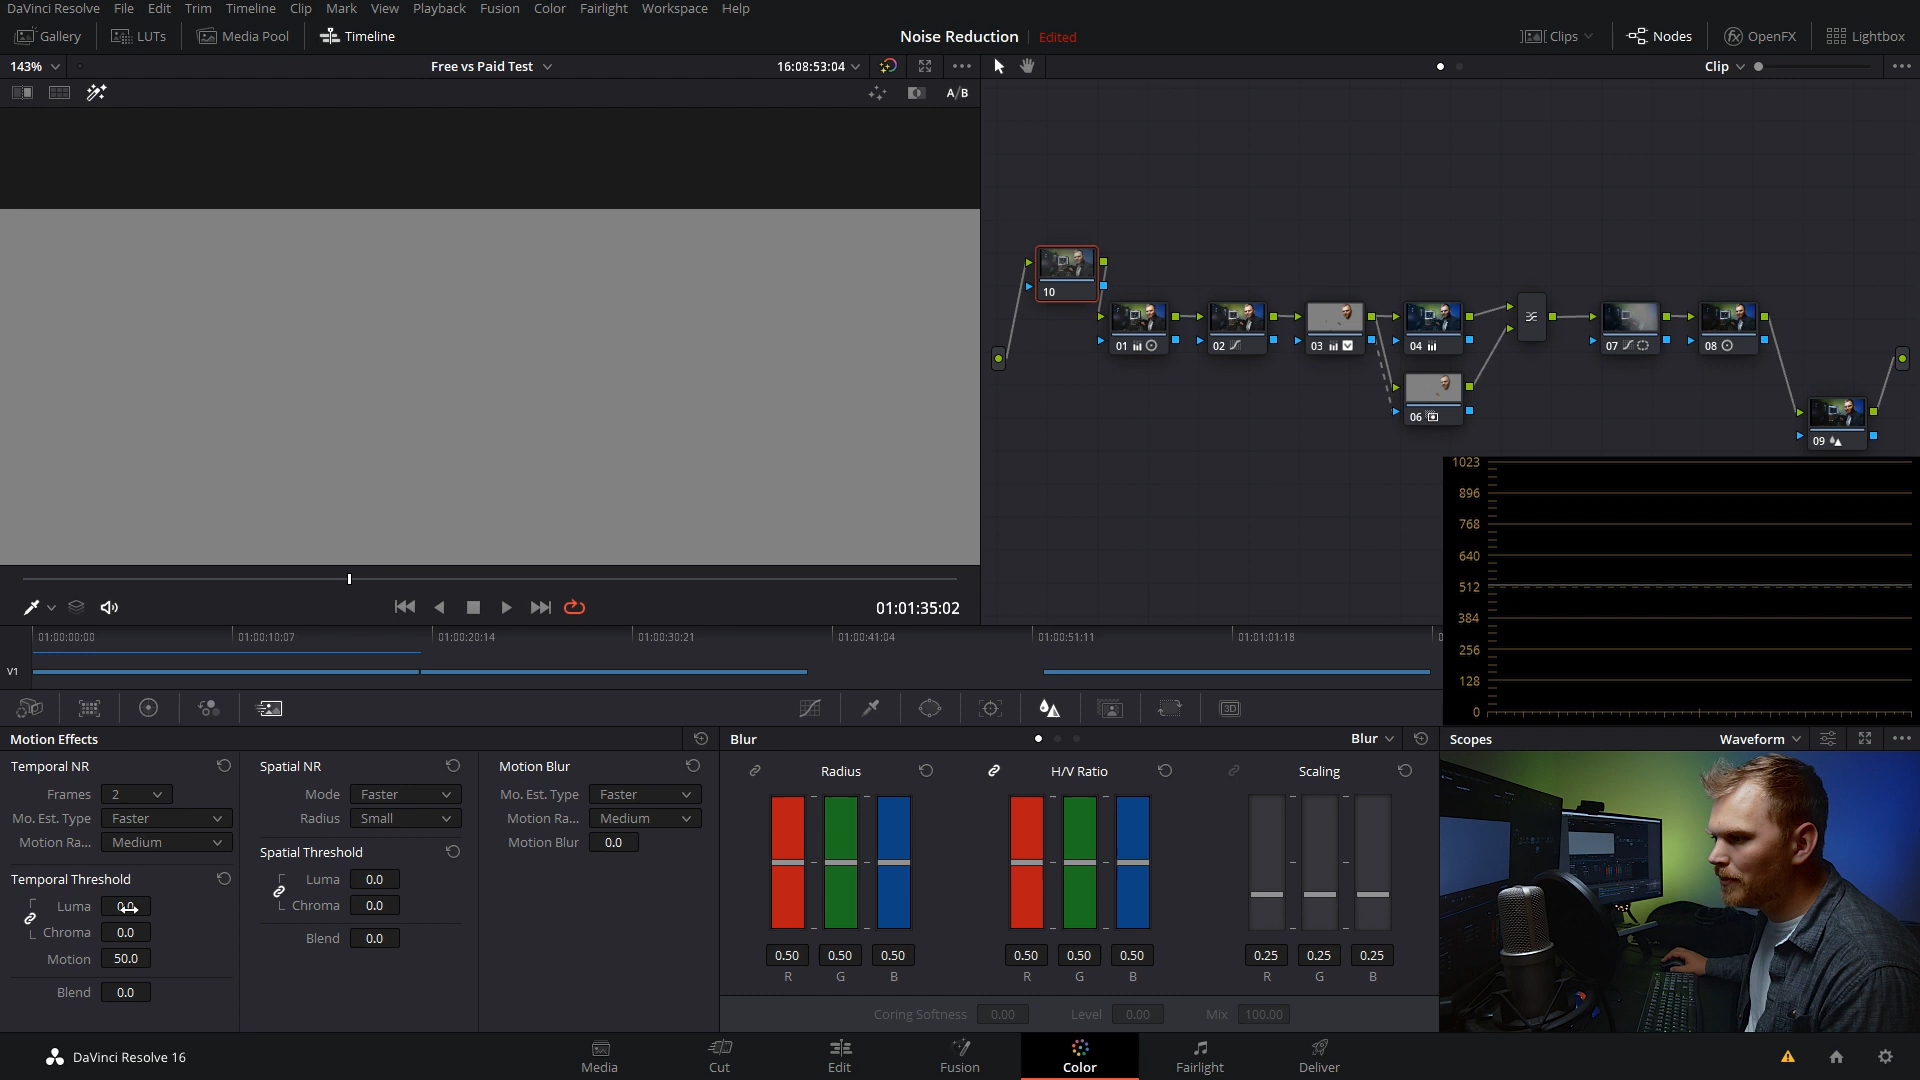 DaVinci Resolve File Edit Trim Timeline Clip Mark View Playback Fusion Color Fairlight Workspace Help
Gallery LUTs Media Pool Timeline Noise Reduction Edited Clips Nodes OpenFX Lightbox
143% Free vs Paid Test 16:08:53:04 Clip
A/B
10
01 02 03 04 07 08
06
09
1023
896
768
640
512
384
256
128
0
01:01:35:02
01:00:00:00 01:00:10:07 01:00:20:14 01:00:30:21 01:00:41:04 01:00:51:11 01:01:01:18
V1
3D
Motion Effects Blur Blur Scopes Waveform
Temporal NR Spatial NR Motion Blur Radius H/V Ratio Scaling
Frames 2 Mode Faster Mo. Est. Type Faster
Mo. Est. Type Faster Radius Small Motion Ra... Medium
Motion Ra... Medium Spatial Threshold Motion Blur 0.0
Temporal Threshold Luma 0.0
Luma 0.0 Chroma 0.0
Chroma 0.0 Blend 0.0
Motion 50.0 0.50 0.50 0.50 0.50 0.50 0.50 0.25 0.25 0.25
R G B R G B R G B
Blend 0.0
Coring Softness 0.00 Level 0.00 Mix 100.00
DaVinci Resolve 16 Media Cut Edit Fusion Color Fairlight Deliver